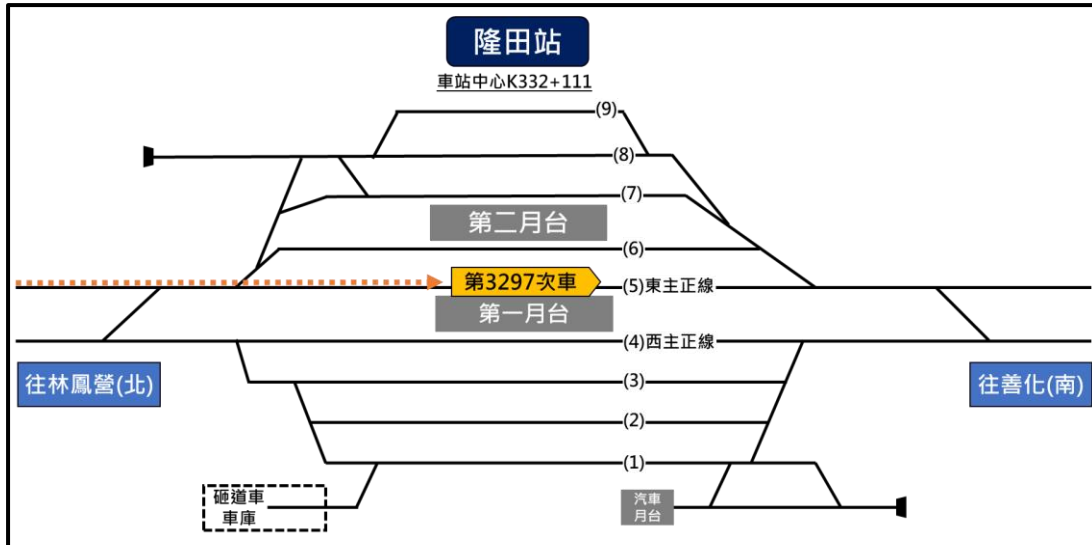 隆田站
車站中心K332+111
(9)
(8)
(7)
第二月台
(6)
第3297次車
(5)東主正線
第一月台
(4)西主正線
往林鳳營(北)
往善化(南)
(3)
(2)
(1)
砸道車
車庫
汽車
月台